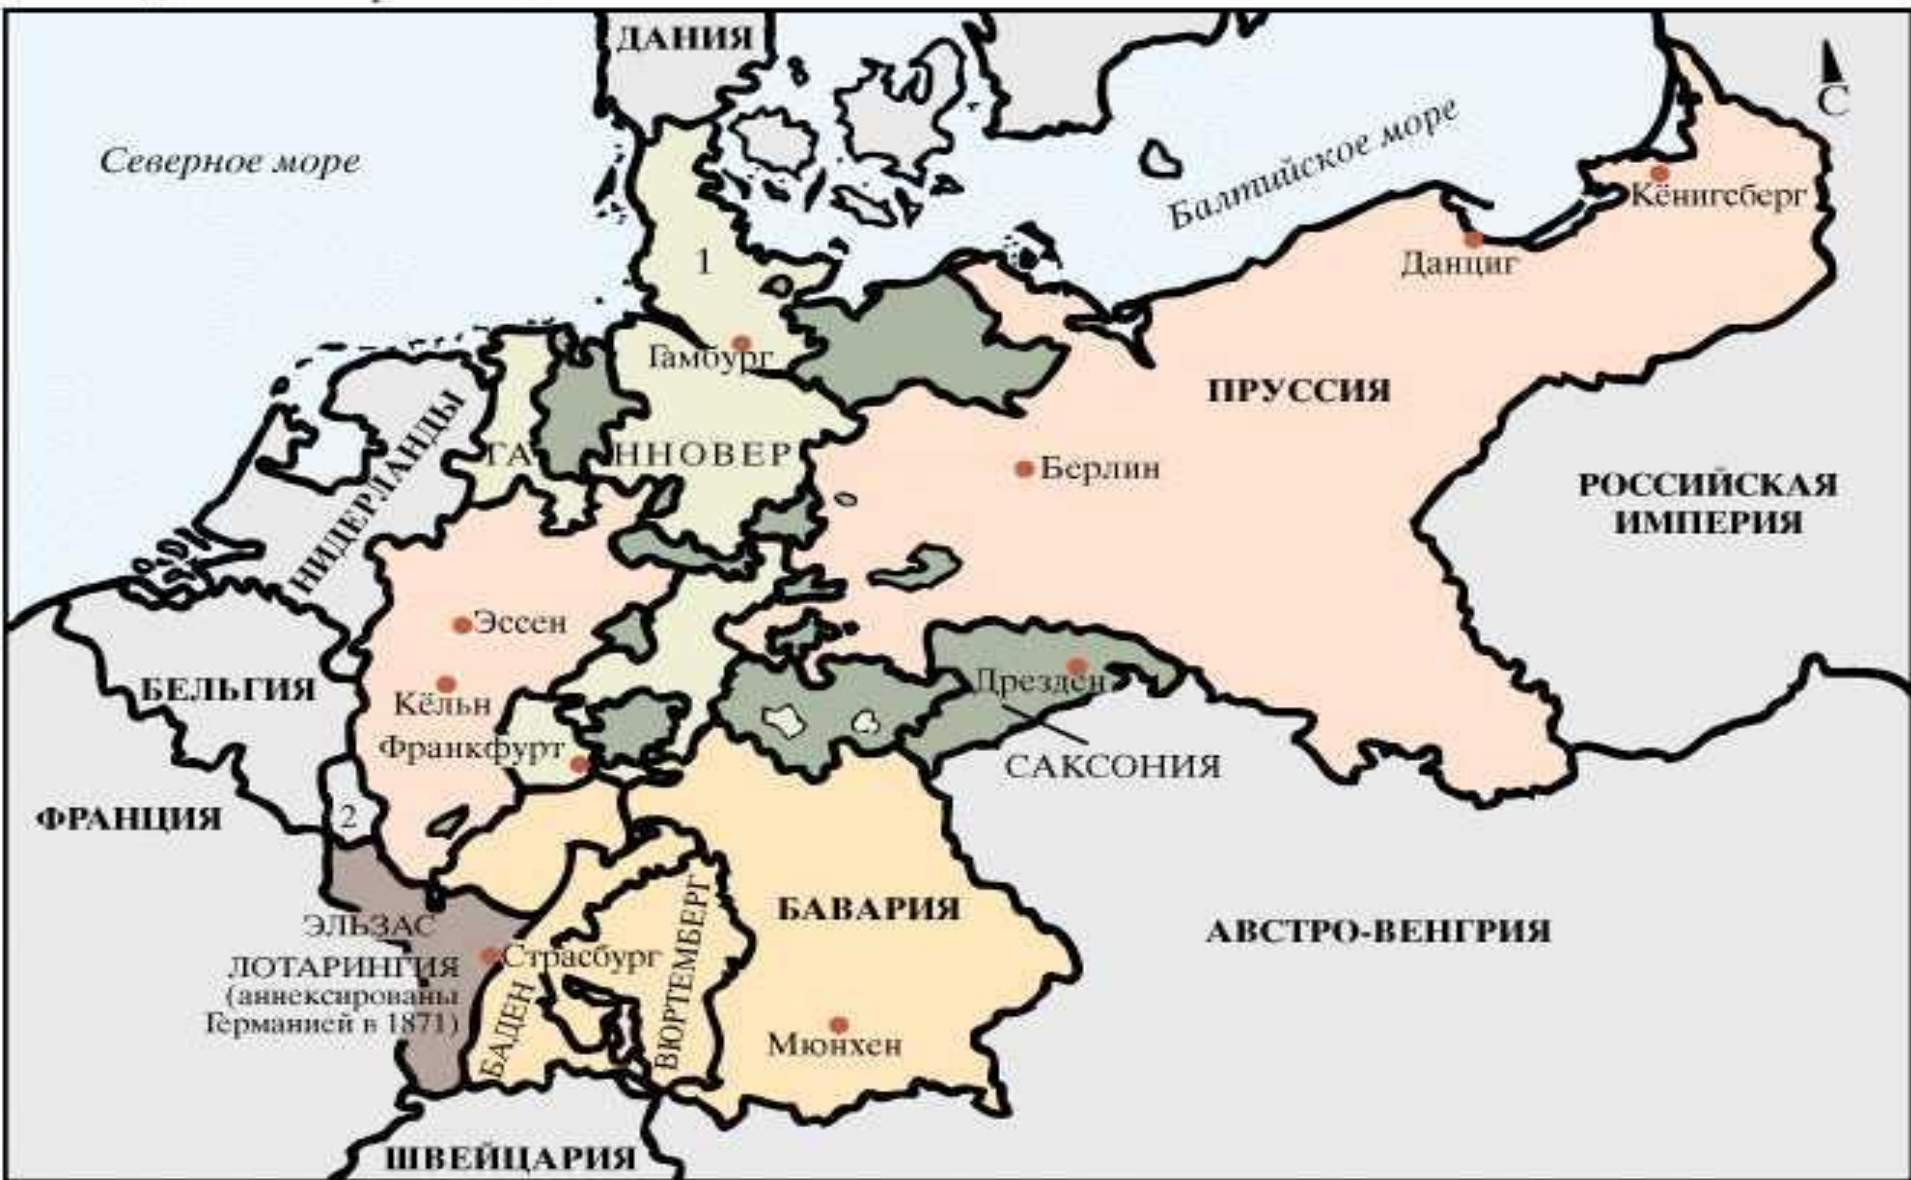 ДАНИЯ
С
Северное море
Балтийское море
Кёнигсберг
Данциг
1
Гамбург
ПРУССИЯ
НИДЕРЛАНДЫ
ГАННОВЕР
Берлин
РОССИЙСКАЯ
ИМПЕРИЯ
Эссен
БЕЛЬГИЯ
Кёльн
Дрезден
Франкфурт
САКСОНИЯ
ФРАНЦИЯ
2
ЭЛЬЗАС
ЛОТАРИНГИЯ
(аннексированы
Германией в 1871)
Страсбург
БАДЕН
ВЮРТЕМБЕРГ
БАВАРИЯ
АВСТРО-ВЕНГРИЯ
Мюнхен
ШВЕЙЦАРИЯ